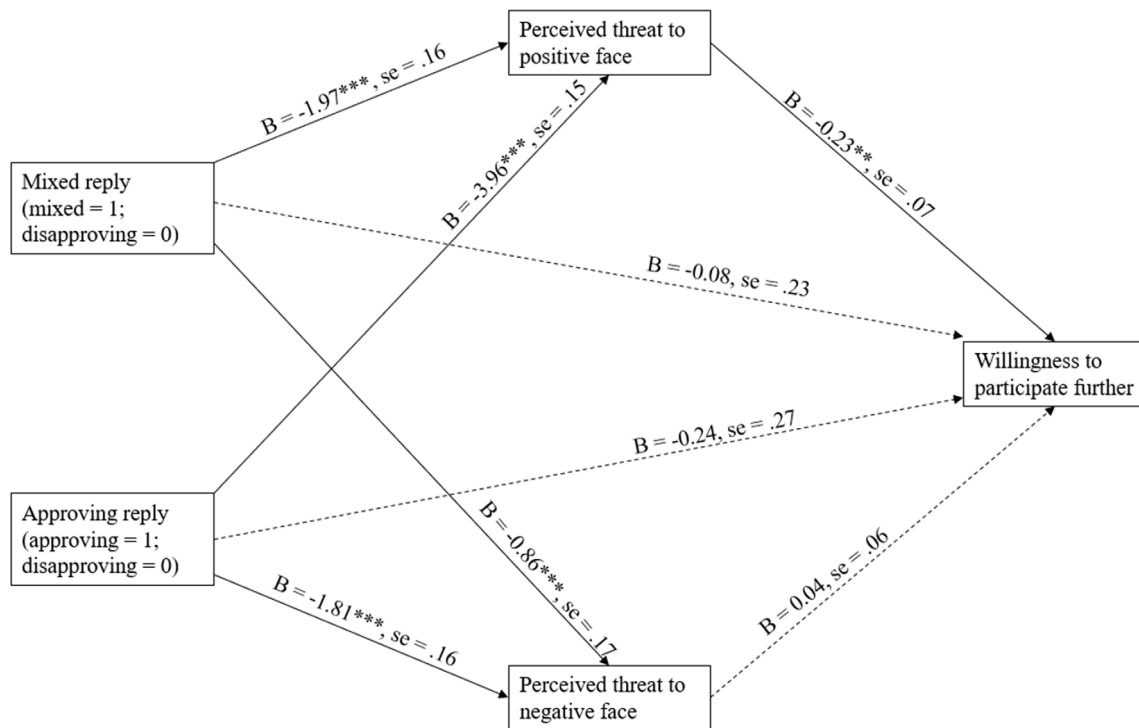 Perceived threat to
positive face
B = -1.97***, se = .16
B = -3.96***, se = .15
B = -0.23**, se = .07
Mixed reply
(mixed = 1;
disapproving = 0)
B = -0.08, se = .23
Willingness to
participate further
B = -0.24, se = .27
Approving reply
(approving = 1;
disapproving = 0)
B = -0.86***, se = .17
B = 0.04, se = .06
B = -1.81***, se = .16
Perceived threat to
negative face